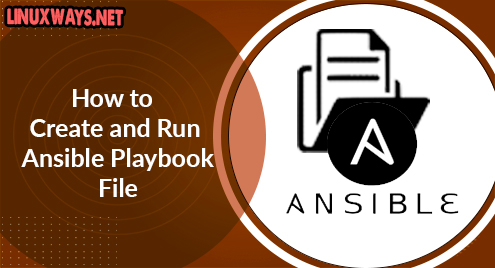 LINUXWAYS.NET
How to
Create and Run
Ansible Playbook
File
A
ANSIBLE